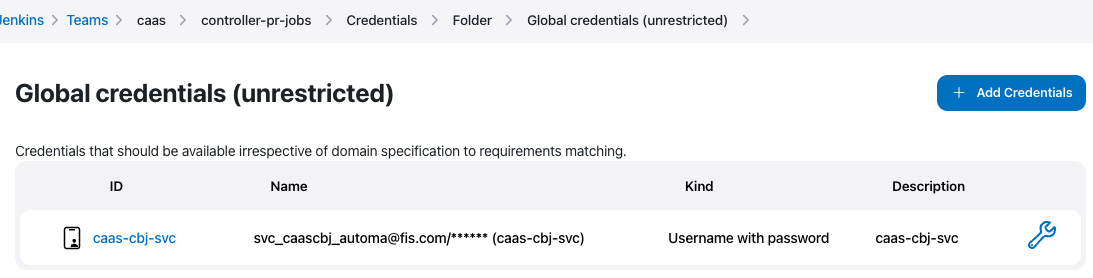 Jenkins > Teams > caas > controller-pr-jobs > Credentials > Folder > Global credentials (unrestricted) >
Global credentials (unrestricted)
+ Add Credentials
Credentials that should be available irrespective of domain specification to requirements matching.
ID Name Kind Description
caas-cbj-svc svc_caascbj_automa@fis.com/****** (caas-cbj-svc) Username with password caas-cbj-svc